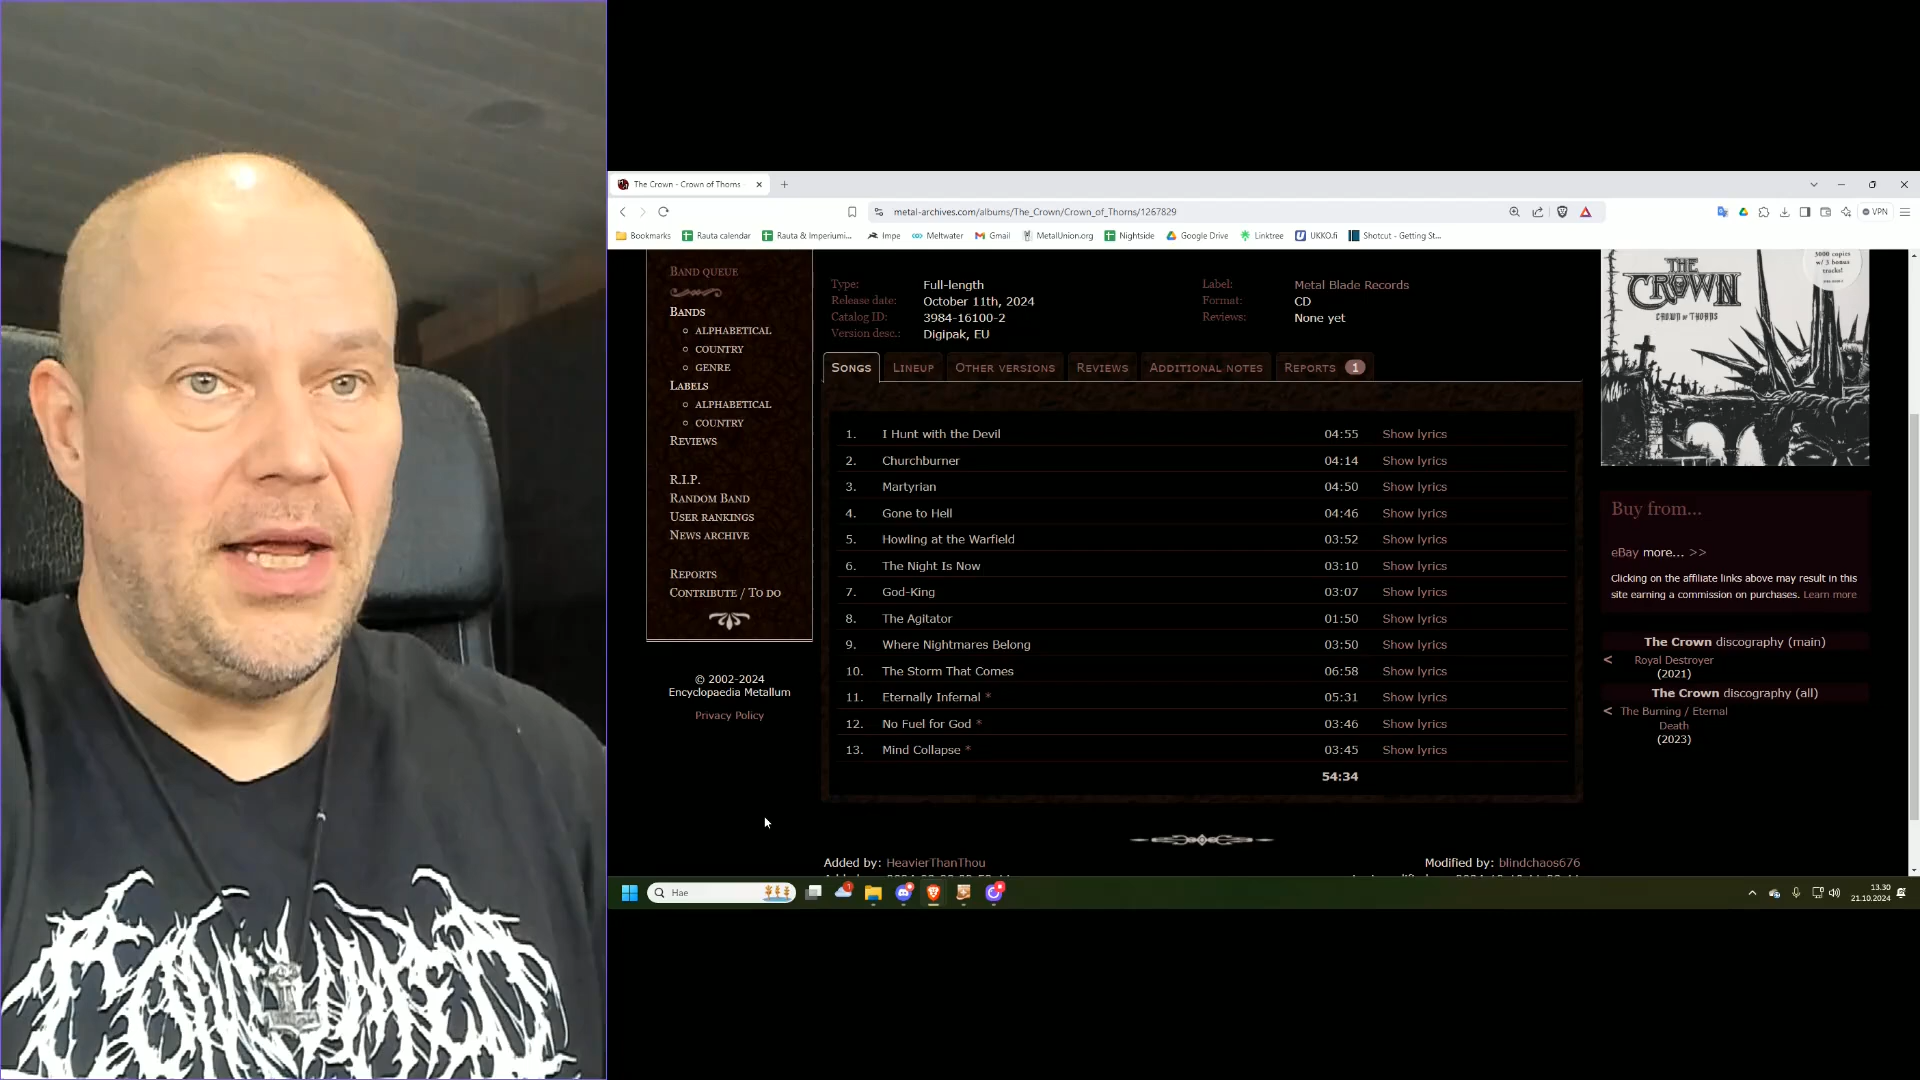 The Crown - Crown of Thorns
metal-archives.com/albums/The_Crown/Crown_of_Thorns/1267829
VPN
Bookmarks
Rauta calendar
Rauta & Imperiumi...
Impe
Meltwater
Gmail
MetalUnion.org
Nightside
Google Drive
Linktree
UKKO.fi
Shotcut - Getting St...
BAND QUEUE
BANDS
ALPHABETICAL
COUNTRY
GENRE
LABELS
ALPHABETICAL
COUNTRY
REVIEWS
R.I.P.
RANDOM BAND
USER RANKINGS
NEWS ARCHIVE
REPORTS
CONTRIBUTE / TO DO
© 2002-2024
Encyclopaedia Metallum
Privacy Policy
Type: Full-length
Release date: October 11th, 2024
Catalog ID: 3984-16100-2
Version desc.: Digipak, EU
Label: Metal Blade Records
Format: CD
Reviews: None yet
SONGS LINEUP OTHER VERSIONS REVIEWS ADDITIONAL NOTES REPORTS 1
1. I Hunt with the Devil 04:55 Show lyrics
2. Churchburner 04:14 Show lyrics
3. Martyrian 04:50 Show lyrics
4. Gone to Hell 04:46 Show lyrics
5. Howling at the Warfield 03:52 Show lyrics
6. The Night Is Now 03:10 Show lyrics
7. God-King 03:07 Show lyrics
8. The Agitator 01:50 Show lyrics
9. Where Nightmares Belong 03:50 Show lyrics
10. The Storm That Comes 06:58 Show lyrics
11. Eternally Infernal * 05:31 Show lyrics
12. No Fuel for God * 03:46 Show lyrics
13. Mind Collapse * 03:45 Show lyrics
54:34
Added by: HeavierThanThou
Modified by: blindchaos676
3000 copies
w/ 3 bonus
tracks!
THE
CROWN
CROWN OF THORNS
Buy from...
eBay more... >>
Clicking on the affiliate links above may result in this
site earning a commission on purchases. Learn more
The Crown discography (main)
< Royal Destroyer
(2021)
The Crown discography (all)
< The Burning / Eternal
Death
(2023)
Hae
13.30
21.10.2024